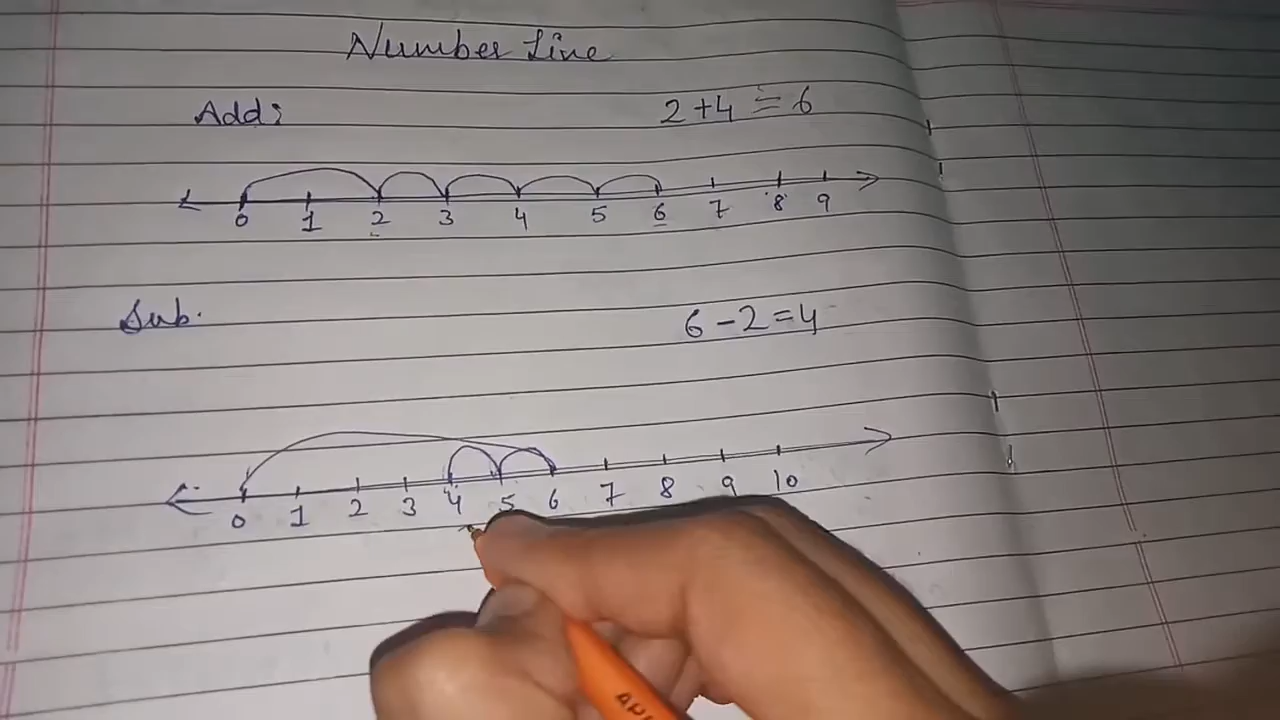 Number Line
Add: 2+4 = 6
0 1 2 3 4 5 6 7 8 9
Sub. 6-2=4
0 1 2 3 4 5 6 7 8 9 10